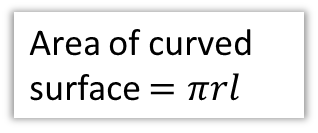 Area of curved
surface = πrl